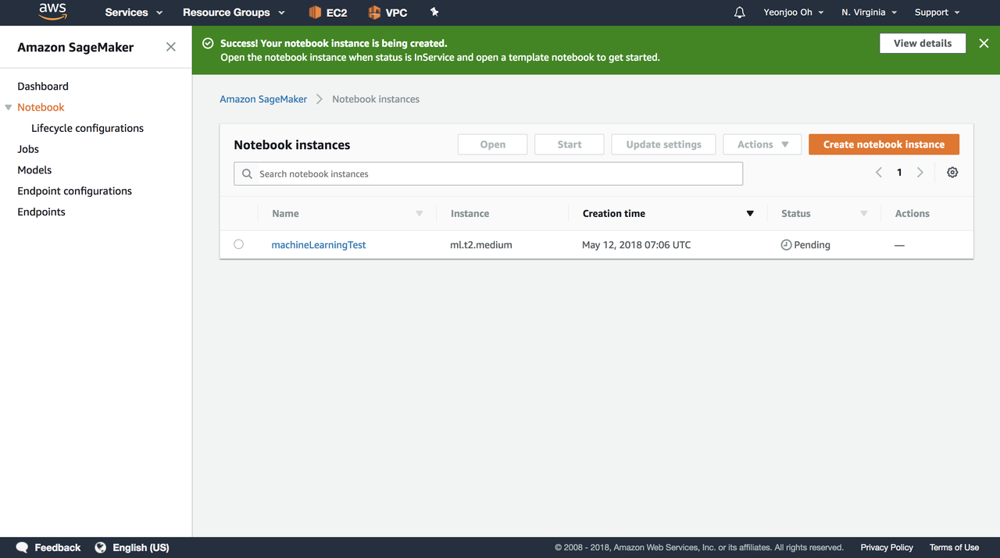 aws Services Resource Groups EC2 VPC Yeonjoo Oh N. Virginia Support
Amazon SageMaker
Dashboard
Notebook
Lifecycle configurations
Jobs
Models
Endpoint configurations
Endpoints
Success! Your notebook instance is being created.
Open the notebook instance when status is InService and open a template notebook to get started.
View details
Amazon SageMaker Notebook instances
Notebook instances Open Start Update settings Actions Create notebook instance
Search notebook instances 1
Name Instance Creation time Status Actions
machineLearningTest ml.t2.medium May 12, 2018 07:06 UTC Pending —
Feedback English (US) © 2008 - 2018, Amazon Web Services, Inc. or its affiliates. All rights reserved. Privacy Policy Terms of Use